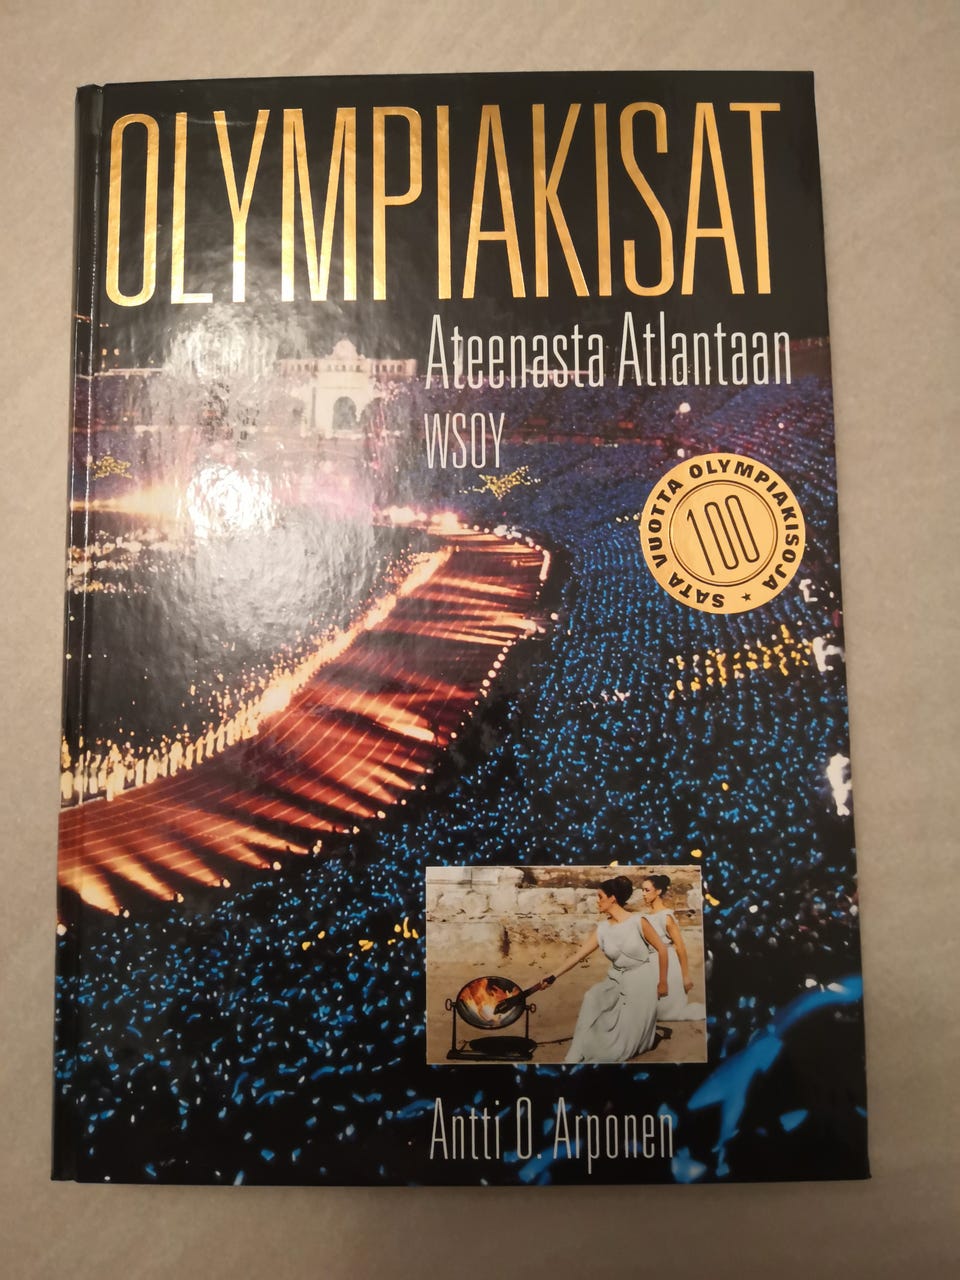 OLYMPIAKISAT
Ateenasta Atlantaan
WSOY
SATA VUOTTA OLYMPIAKISOJA ★
100
Antti O. Arponen